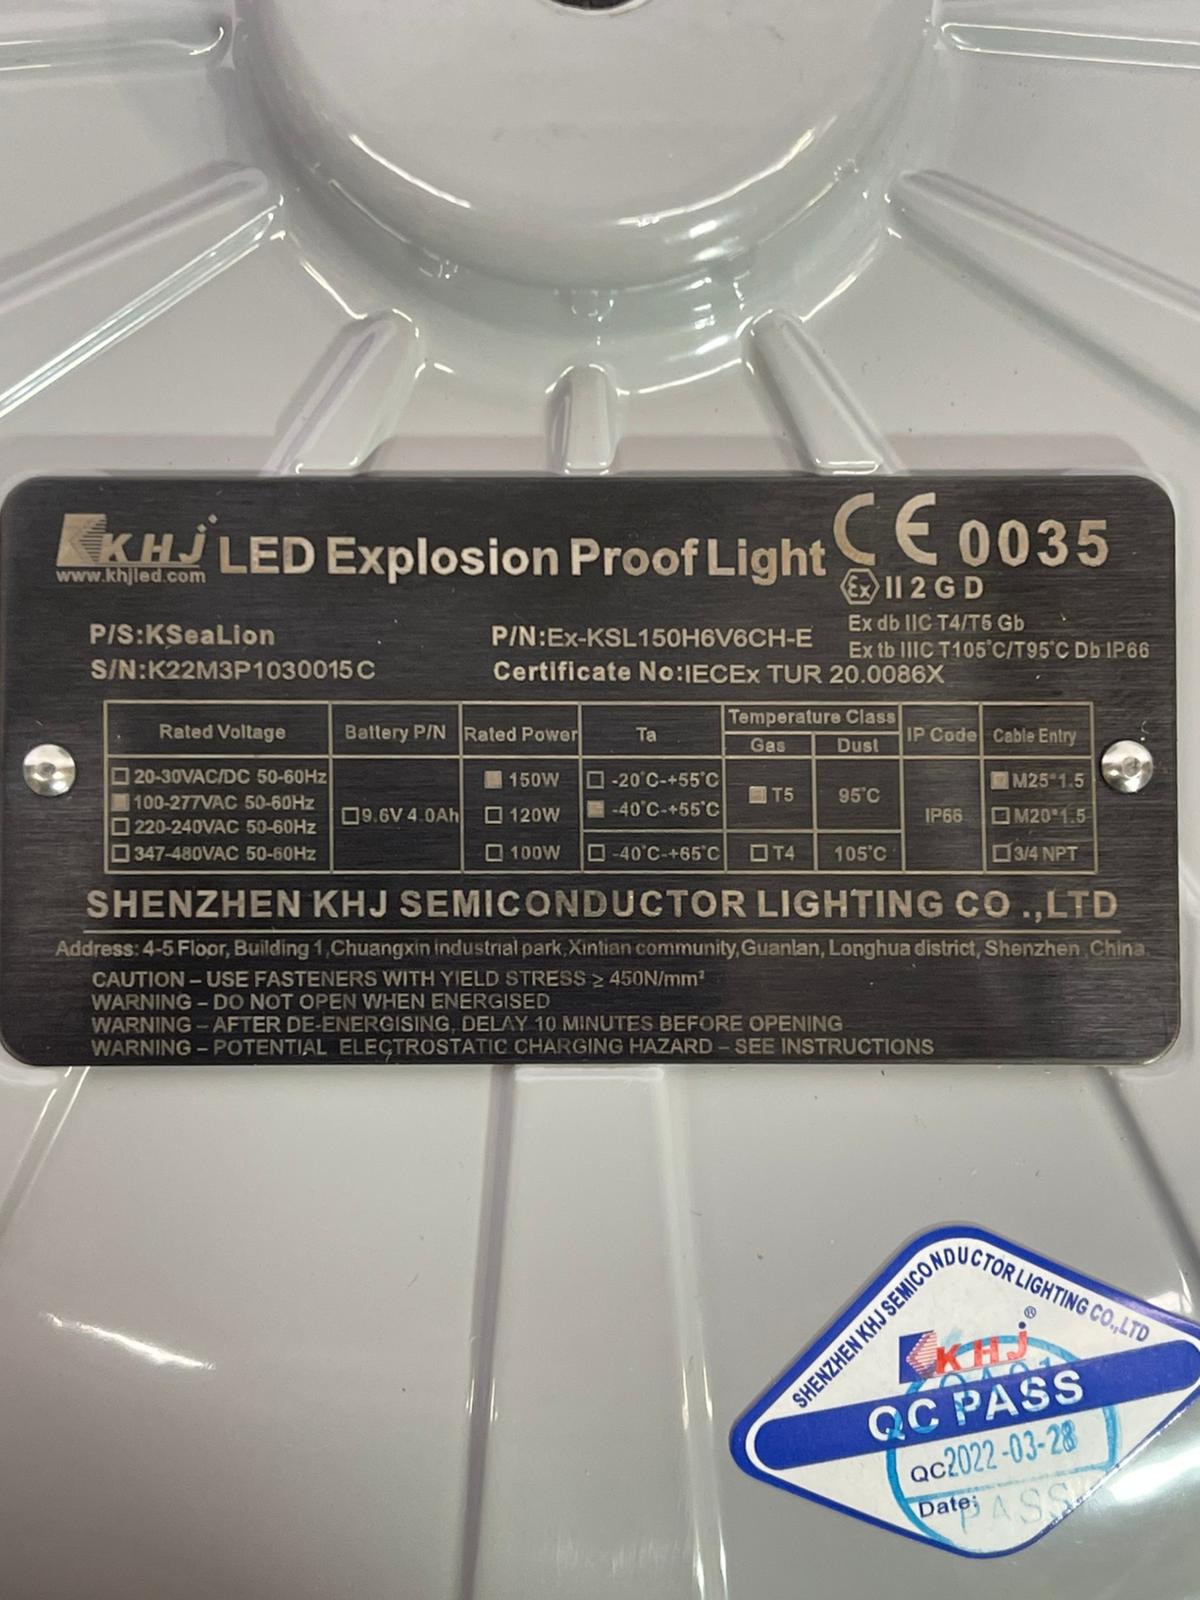 KHJ LED Explosion Proof Light CE 0035
www.khjled.com
Ex II 2 G D
Ex db IIC T4/T5 Gb
Ex tb IIIC T105°C/T95°C Db IP66
P/S:KSeaLion P/N:Ex-KSL150H6V6CH-E
S/N:K22M3P1030015C Certificate No:IECEx TUR 20.0086X
Rated Voltage Battery P/N Rated Power Ta Temperature Class IP Code Cable Entry
Gas Dust
☐ 20-30VAC/DC 50-60Hz ■ 150W ☐ -20°C-+55°C ■ T5 95°C ■ M25*1.5
■ 100-277VAC 50-60Hz ☐ 9.6V 4.0Ah ☐ 120W ■ -40°C-+55°C IP66 ☐ M20*1.5
☐ 220-240VAC 50-60Hz
☐ 347-480VAC 50-60Hz ☐ 100W ☐ -40°C-+65°C ☐ T4 105°C ☐ 3/4 NPT
SHENZHEN KHJ SEMICONDUCTOR LIGHTING CO .,LTD
Address: 4-5 Floor, Building 1,Chuangxin industrial park,Xintian community,Guanlan, Longhua district, Shenzhen ,China.
CAUTION – USE FASTENERS WITH YIELD STRESS ≥ 450N/mm²
WARNING – DO NOT OPEN WHEN ENERGISED
WARNING – AFTER DE-ENERGISING, DELAY 10 MINUTES BEFORE OPENING
WARNING – POTENTIAL ELECTROSTATIC CHARGING HAZARD – SEE INSTRUCTIONS
SHENZHEN KHJ SEMICONDUCTOR LIGHTING CO.,LTD
KHJ®
QC PASS
QC 2022-03-28
Date:
PASS